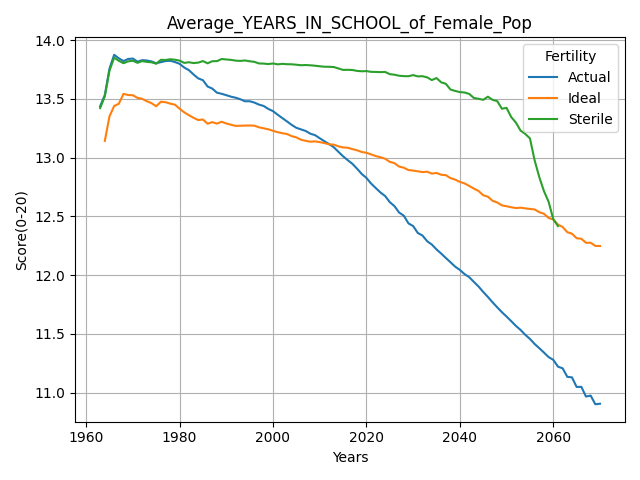 Average_YEARS_IN_SCHOOL_of_Female_Pop
Score(0-20)
14.0
13.5
13.0
12.5
12.0
11.5
11.0
Fertility
Actual
Ideal
Sterile
1960 1980 2000 2020 2040 2060
Years